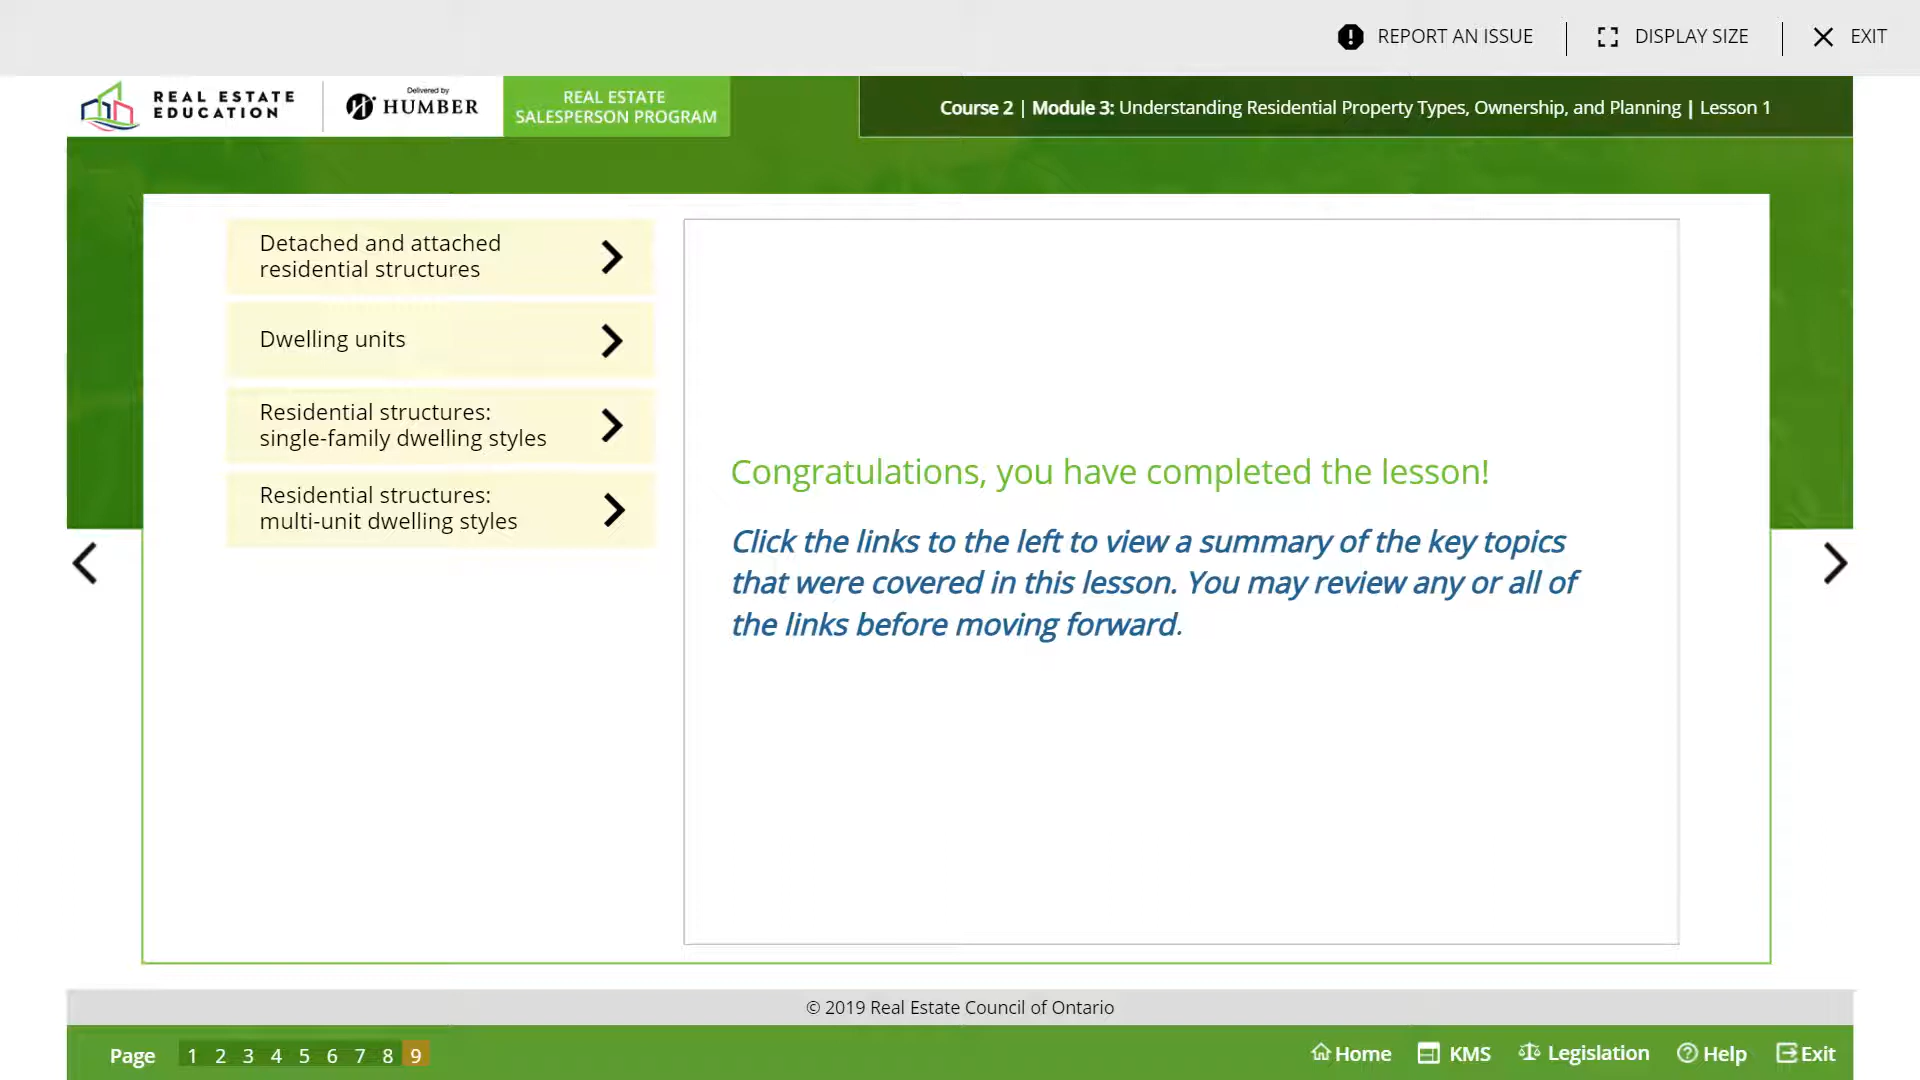 REPORT AN ISSUE
DISPLAY SIZE
EXIT
REAL ESTATE
EDUCATION
Delivered by
HUMBER
REAL ESTATE
SALESPERSON PROGRAM
Course 2 | Module 3: Understanding Residential Property Types, Ownership, and Planning | Lesson 1
Detached and attached
residential structures
Dwelling units
Residential structures:
single-family dwelling styles
Residential structures:
multi-unit dwelling styles
Congratulations, you have completed the lesson!
Click the links to the left to view a summary of the key topics
that were covered in this lesson. You may review any or all of
the links before moving forward.
© 2019 Real Estate Council of Ontario
Page 1 2 3 4 5 6 7 8 9
Home
KMS
Legislation
Help
Exit